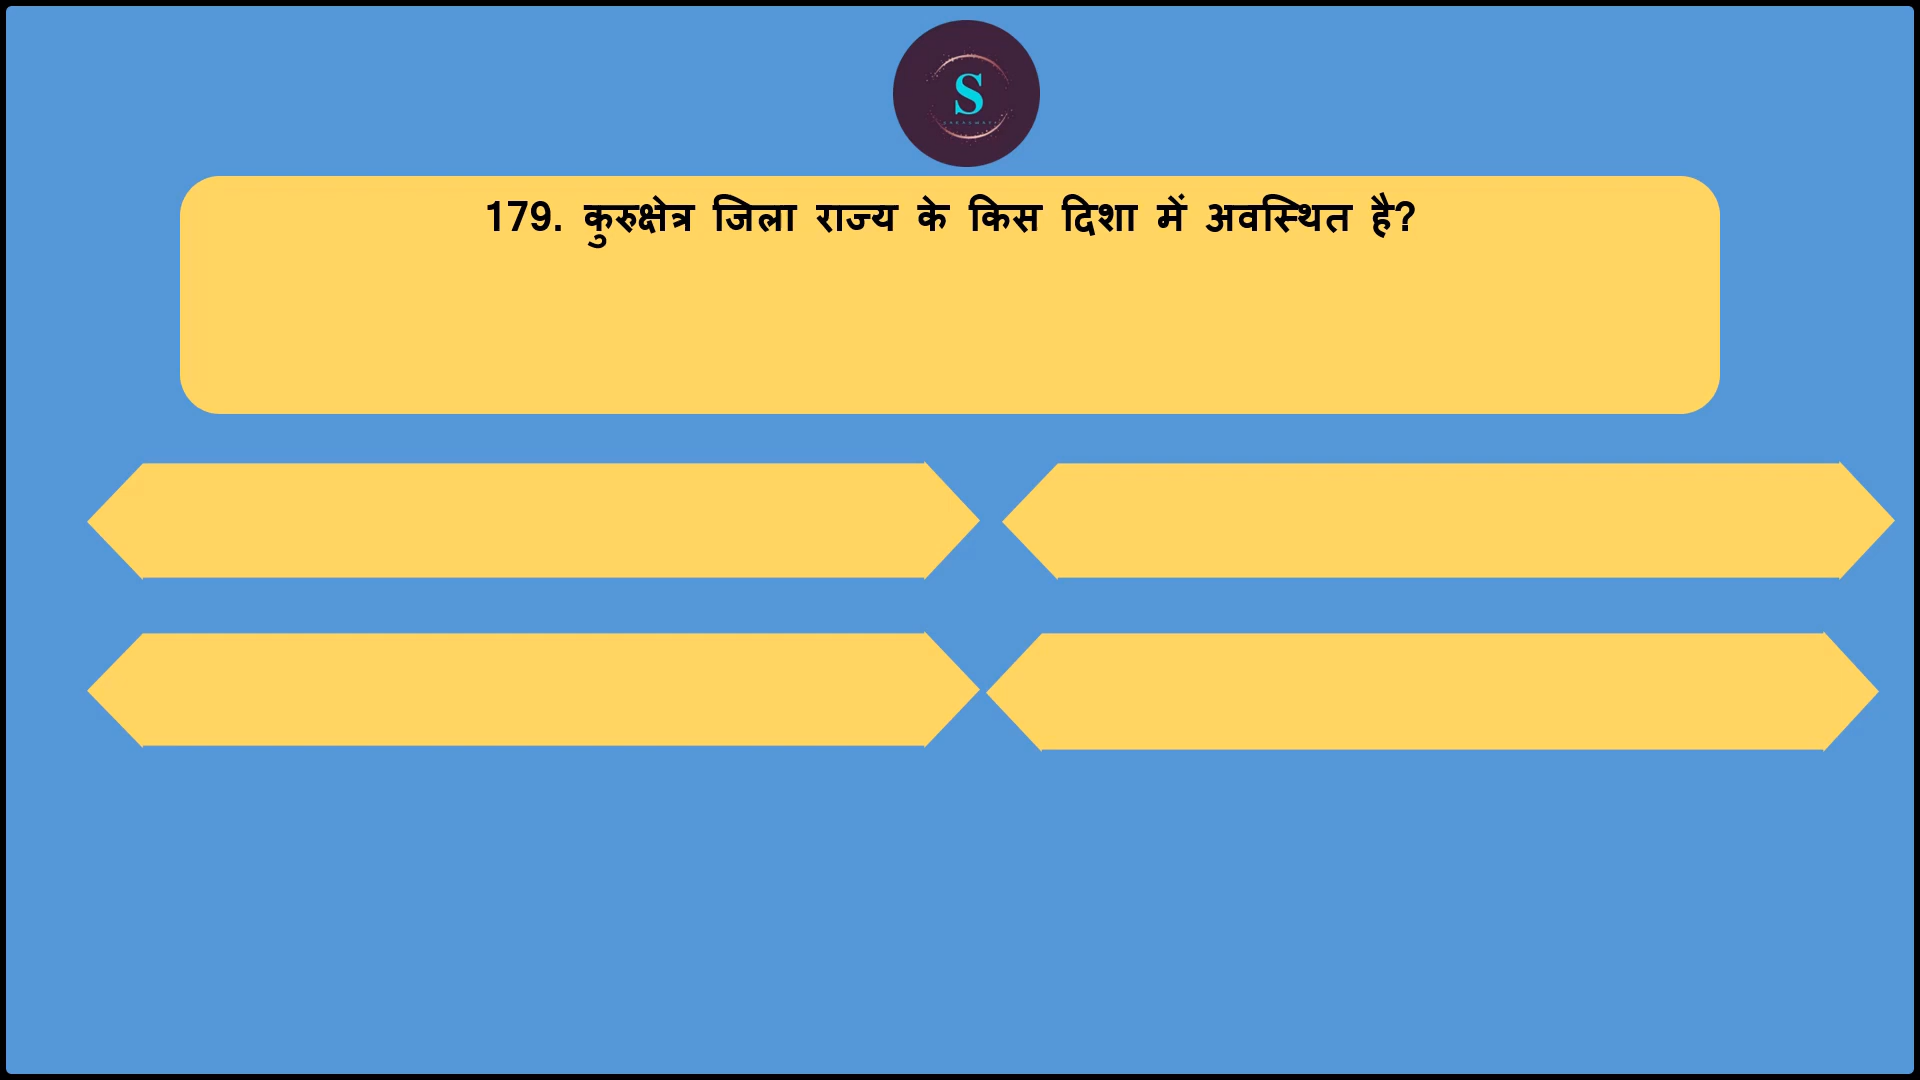 S
179. कुरुक्षेत्र जिला राज्य के किस दिशा में अवस्थित है?